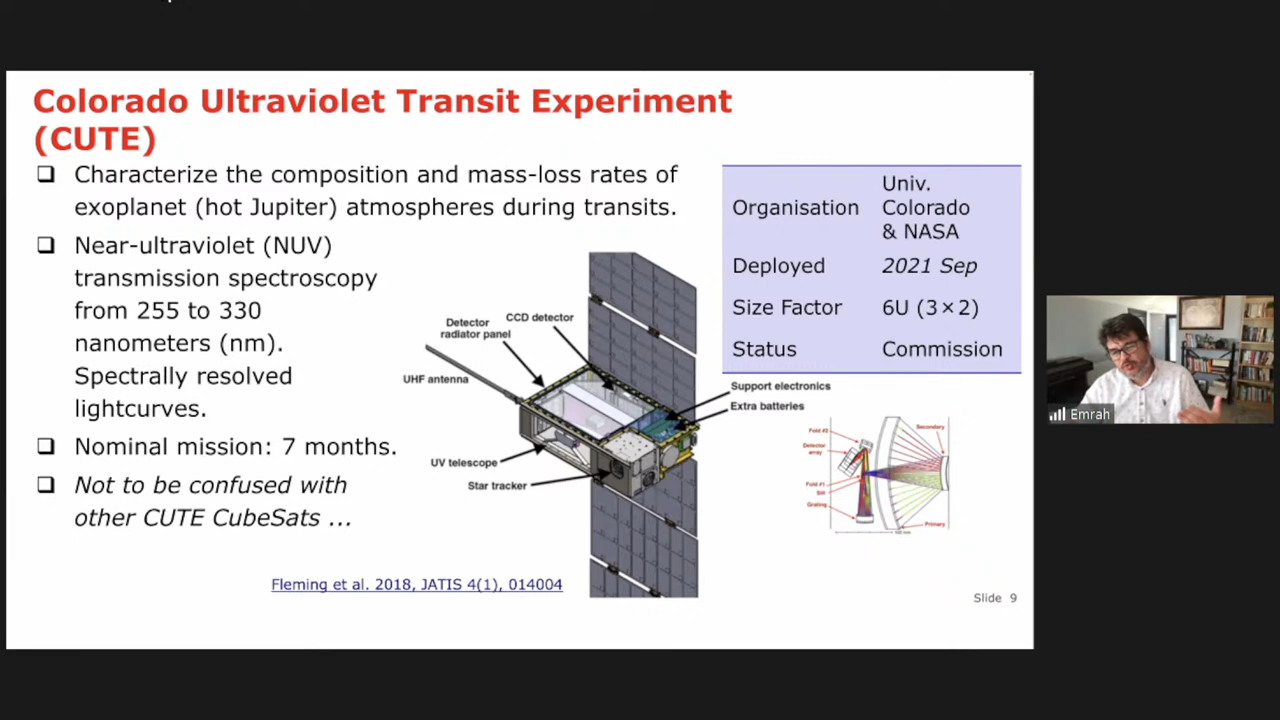 Colorado Ultraviolet Transit Experiment
(CUTE)
❑ Characterize the composition and mass-loss rates of
exoplanet (hot Jupiter) atmospheres during transits.
❑ Near-ultraviolet (NUV)
transmission spectroscopy
from 255 to 330
nanometers (nm).
Spectrally resolved
lightcurves.
❑ Nominal mission: 7 months.
❑ Not to be confused with
other CUTE CubeSats ...
Organisation
Univ.
Colorado
& NASA
Deployed 2021 Sep
Size Factor 6U (3×2)
Status Commission
Detector
radiator panel
CCD detector
UHF antenna
UV telescope
Star tracker
Support electronics
Extra batteries
Fold #2
Detector
array
Fold #1
Slit
Grating
Secondary
Primary
Fleming et al. 2018, JATIS 4(1), 014004
Slide 9
Emrah